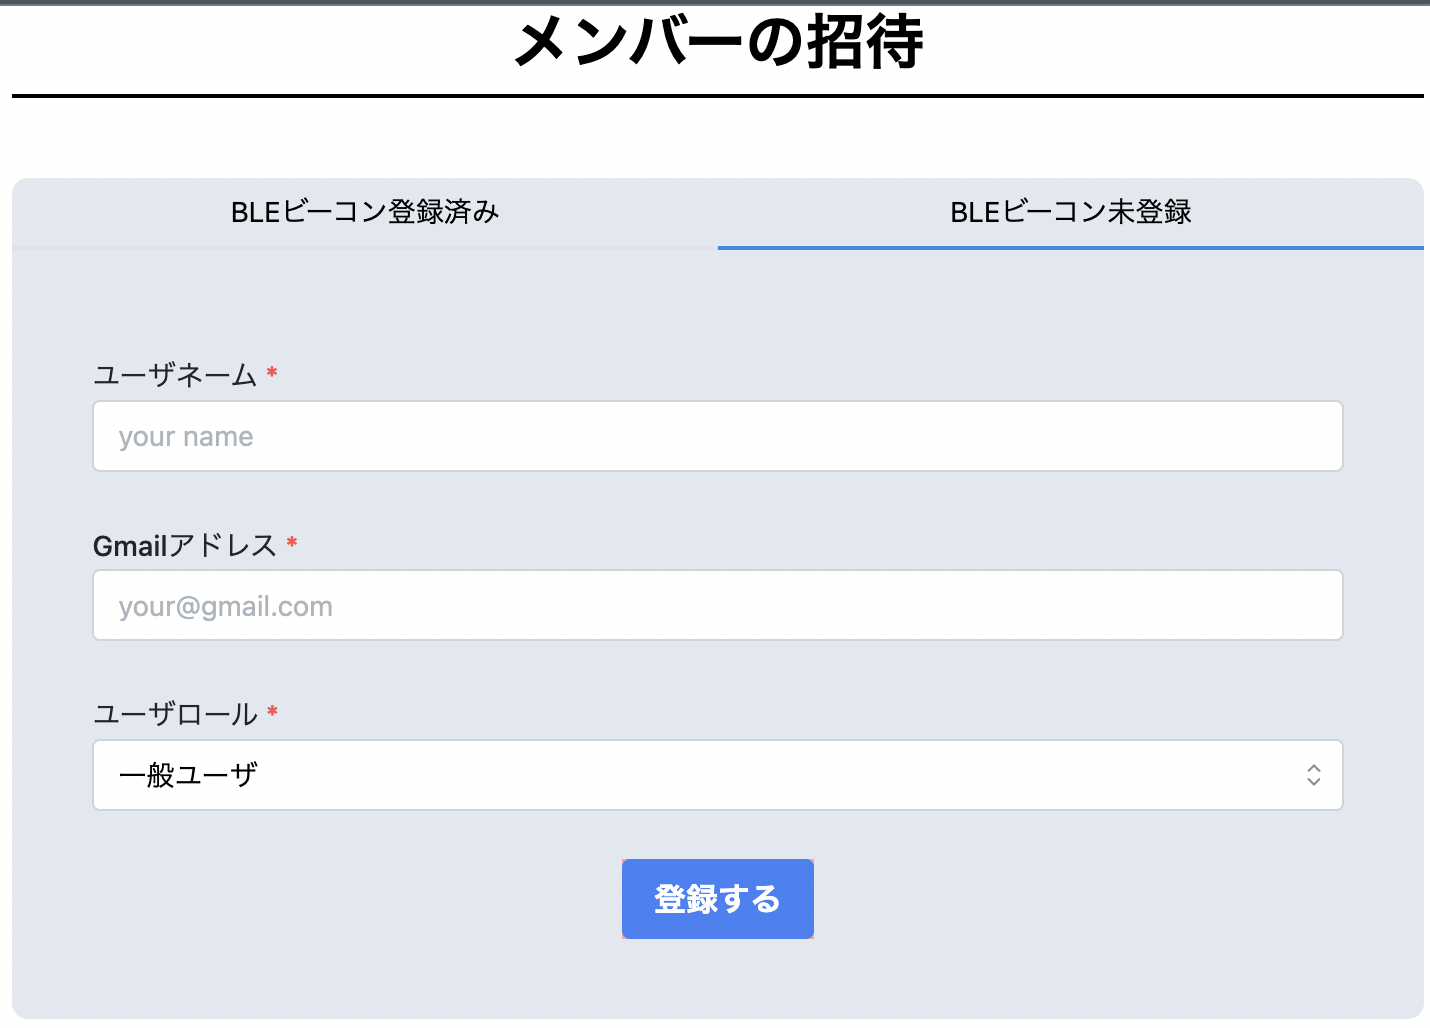 メンバーの招待
BLEビーコン登録済み
BLEビーコン未登録
ユーザネーム *
your name
Gmailアドレス *
your@gmail.com
ユーザロール *
一般ユーザ
登録する